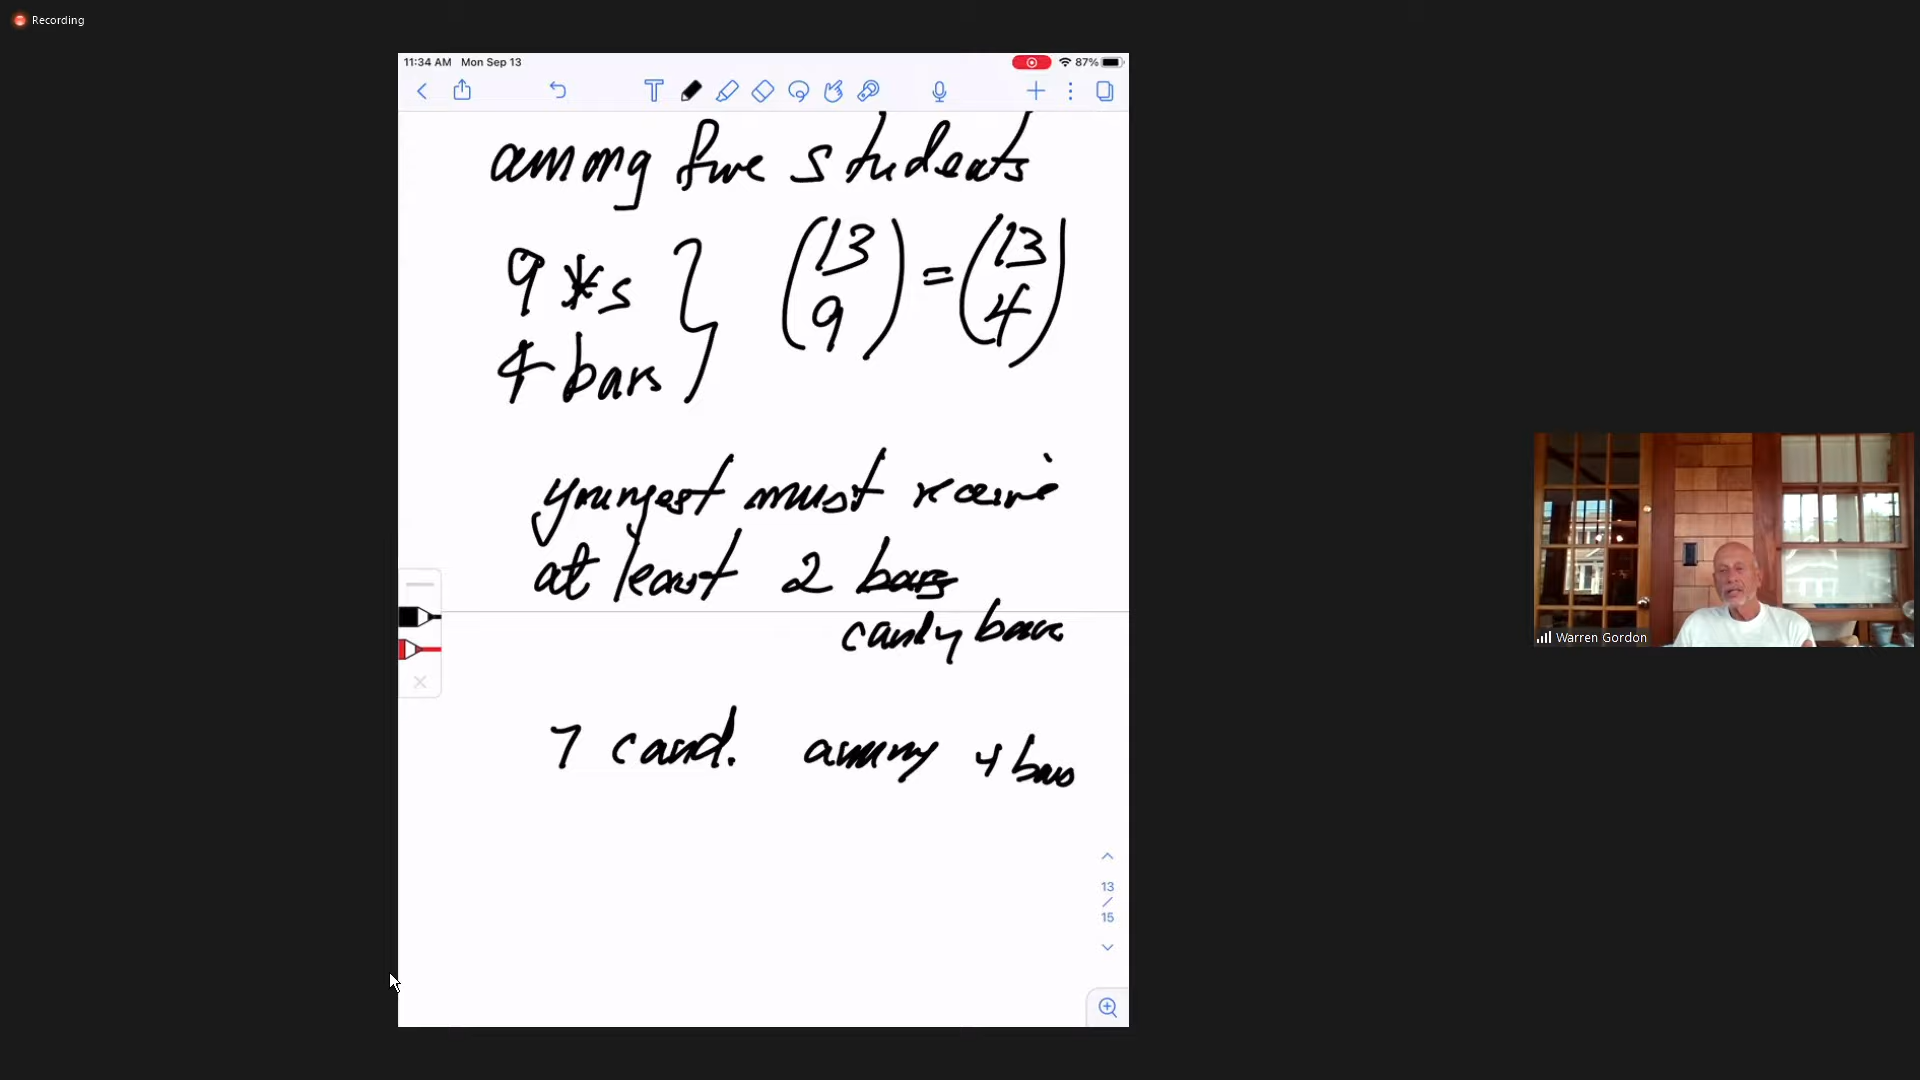 Recording
11:34 AM Mon Sep 13
87%
among five students
9 *s
4 bars
(13 9) = (13 4)
youngest must receive
at least 2 bars
candy bars
7 cand. among 4 bars
13
/
15
Warren Gordon